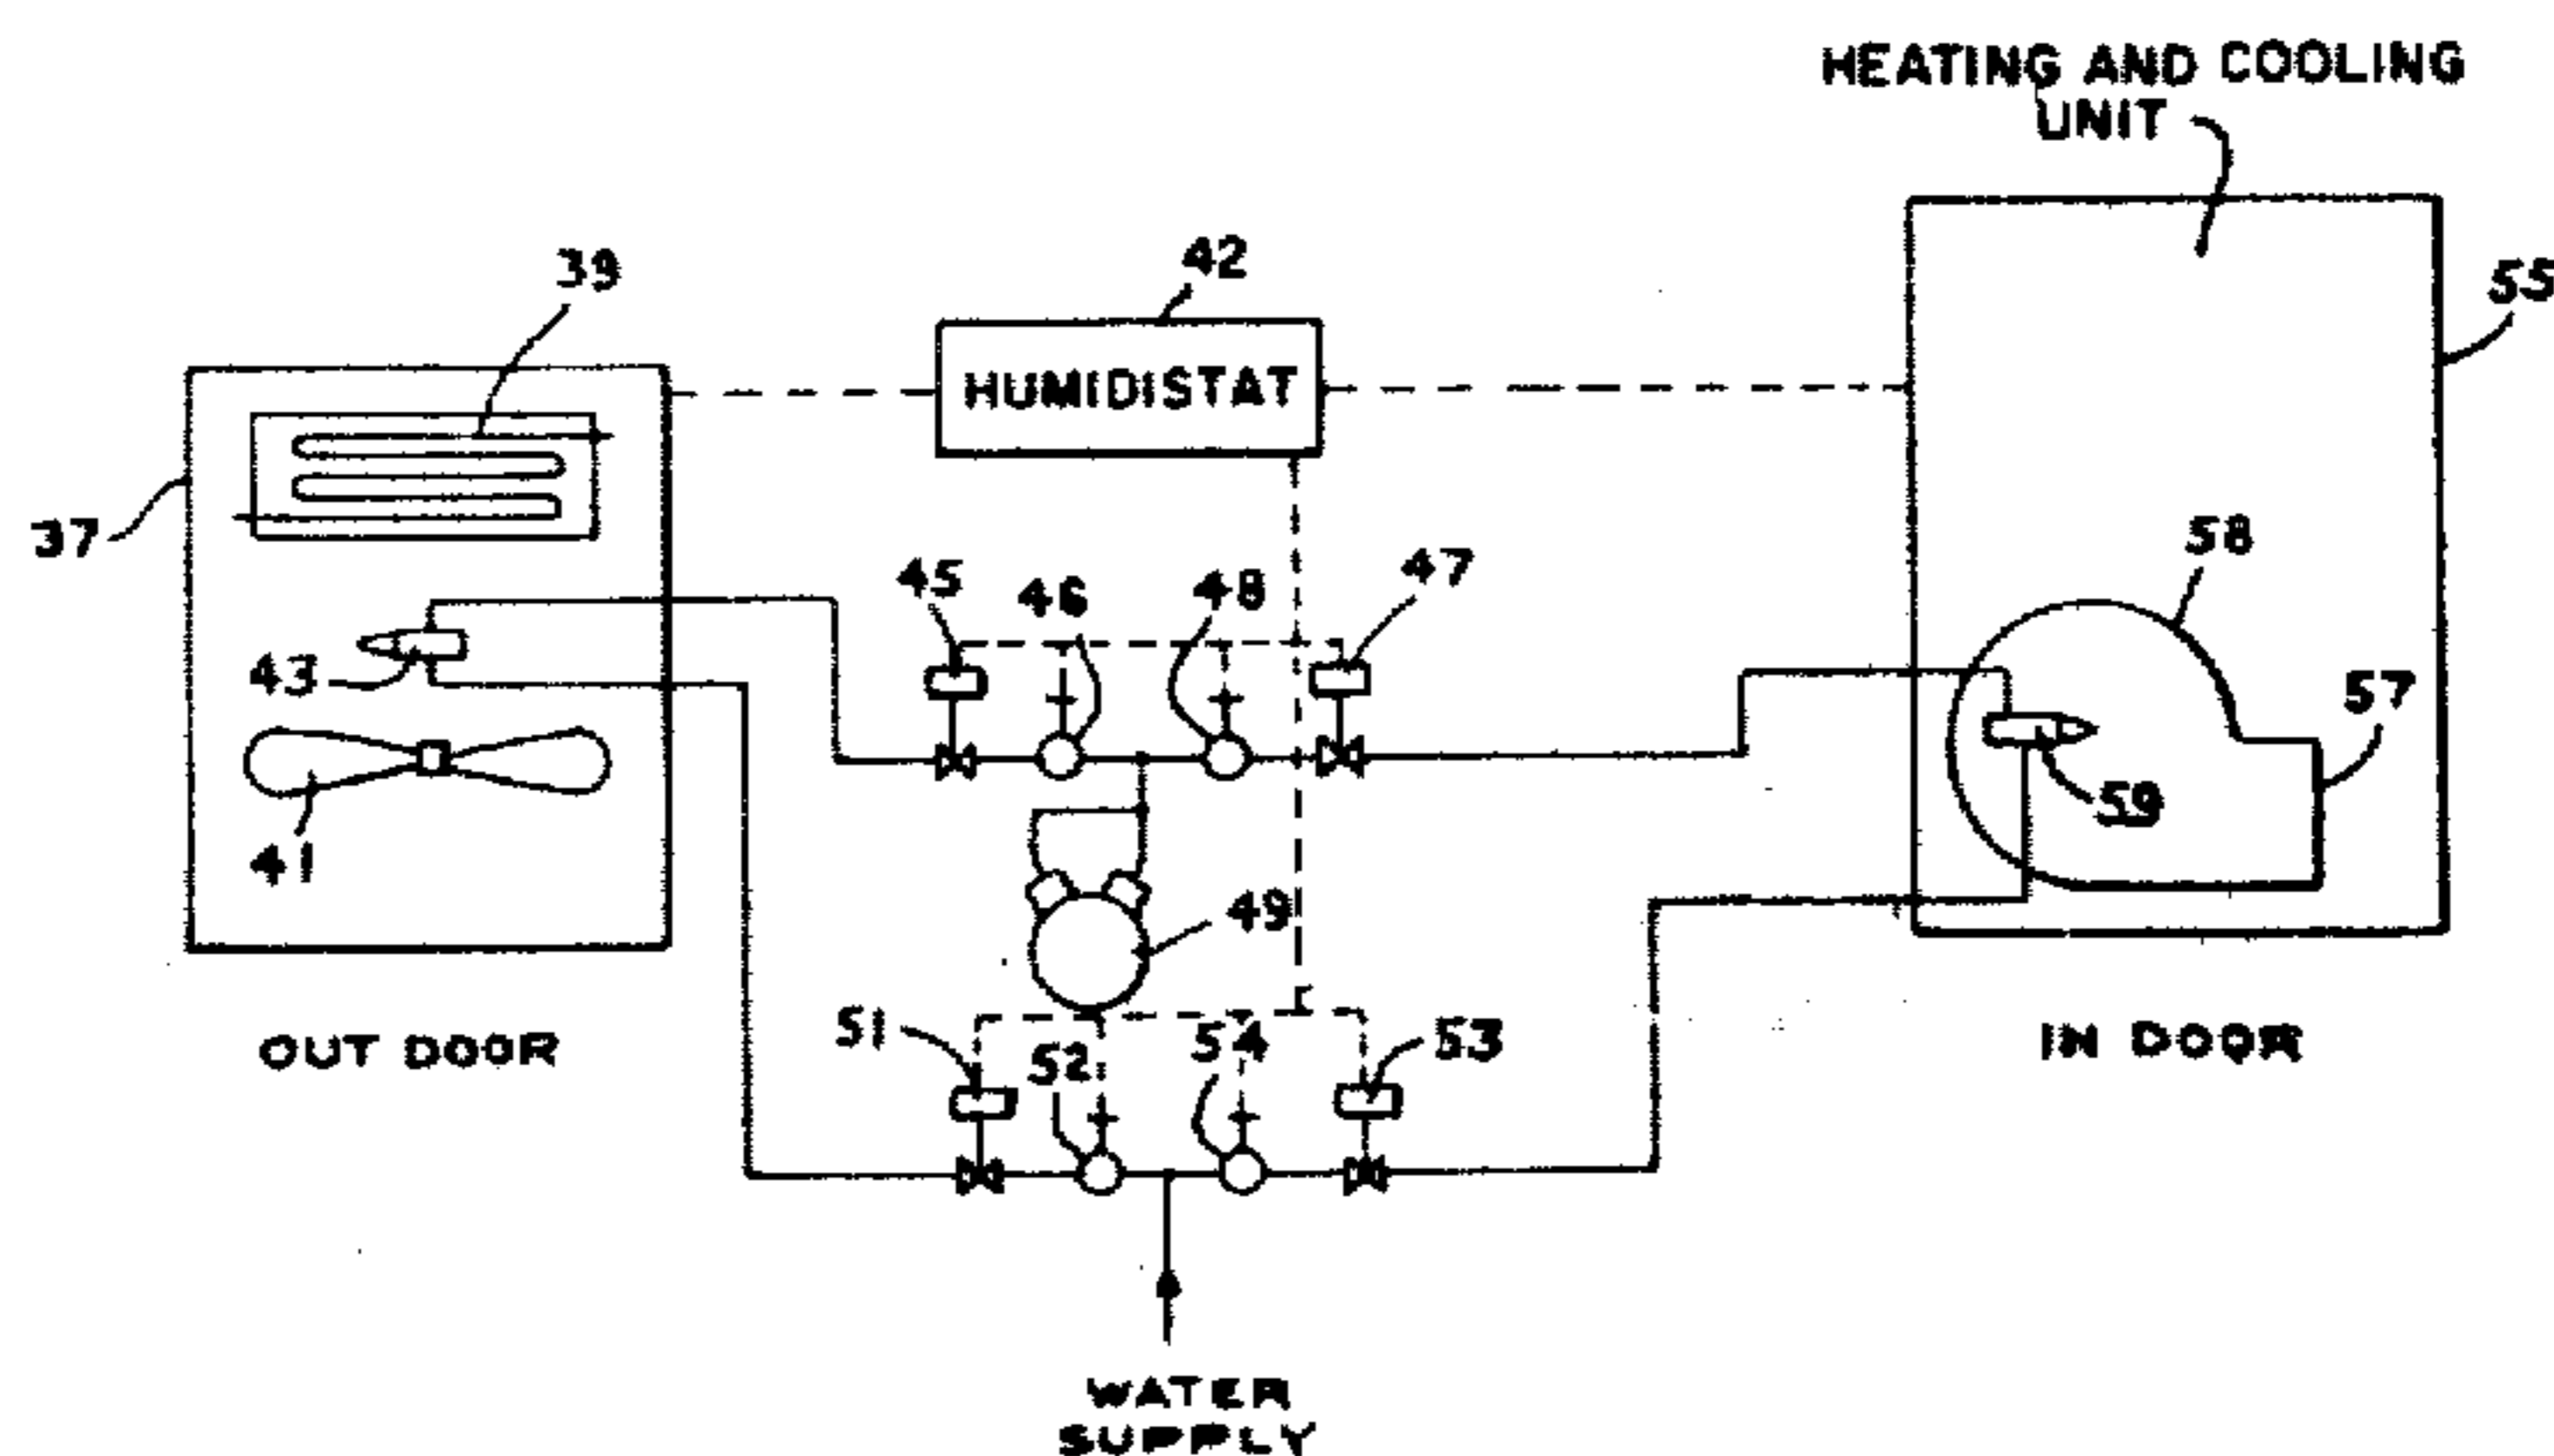 HEATING AND COOLING
UNIT
39
42
55
HUMIDISTAT
37
58
45
46
48
47
43
57
59
41
49
51
52
54
53
OUT DOOR
IN DOOR
WATER
SUPPLY